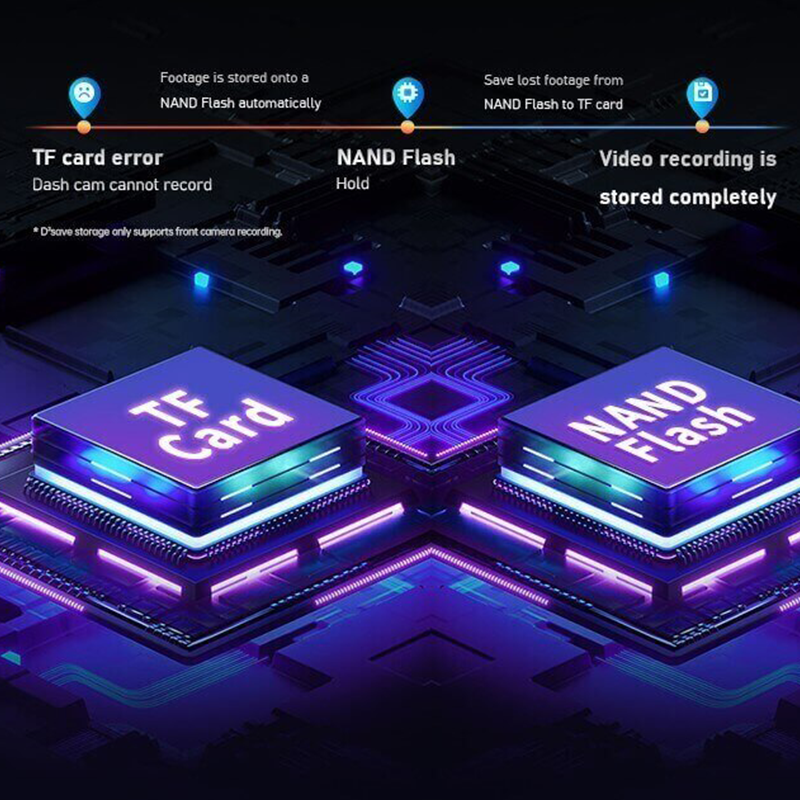 Footage is stored onto a
NAND Flash automatically
Save lost footage from
NAND Flash to TF card
TF card error
Dash cam cannot record
NAND Flash
Hold
Video recording is
stored completely
* D³save storage only supports front camera recording.
TF
Card
NAND
Flash